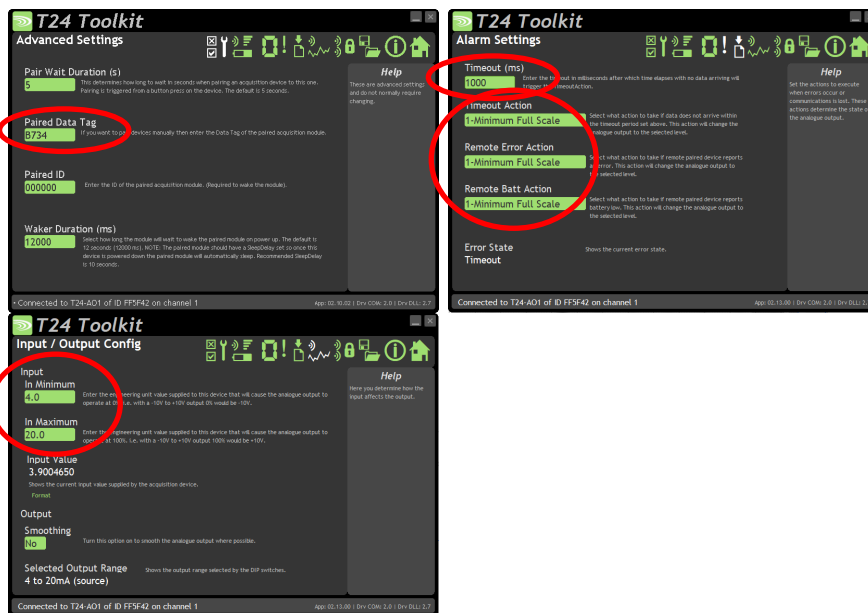 T24 Toolkit
Advanced Settings
Pair Wait Duration (s)
5
This determines how long to wait in seconds when pairing an acquisition device to this one.
Pairing is triggered from a button press on the device. The default is 5 seconds.
Paired Data Tag
B734
If you want to pair devices manually then enter the Data Tag of the paired acquisition module.
Paired ID
000000
Enter the ID of the paired acquisition module. (Required to wake the module).
Waker Duration (ms)
12000
Select how long the module will wait to wake the paired module on power up. The default is
12 seconds (12000 ms). NOTE: The paired module should have a SleepDelay set so once this
device is powered down the paired module will automatically sleep. Recommended SleepDelay
is 10 seconds.
Help
These are advanced settings
and do not normally require
changing.
Connected to T24-AO1 of ID FF5F42 on channel 1
App: 02.10.02 | Drv COM: 2.0 | Drv DLL: 2.7
T24 Toolkit
Alarm Settings
Timeout (ms)
1000
Enter the timeout in milliseconds after which time elapses with no data arriving will
trigger the TimeoutAction.
Timeout Action
1-Minimum Full Scale
Select what action to take if data does not arrive within
the timeout period set above. This action will change the
analogue output to the selected level.
Remote Error Action
1-Minimum Full Scale
Select what action to take if remote paired device reports
an error. This action will change the analogue output to
the selected level.
Remote Batt Action
1-Minimum Full Scale
Select what action to take if remote paired device reports
battery low. This action will change the analogue output to
the selected level.
Error State
Timeout
Shows the current error state.
Help
Set the actions to execute
when errors occur or
communications is lost. These
actions determine the state o
the analogue output.
Connected to T24-AO1 of ID FF5F42 on channel 1
App: 02.13.00 | Drv COM: 2.0 | Drv DLL: 2.
T24 Toolkit
Input / Output Config
Input
In Minimum
4.0
Enter the engineering unit value supplied to this device that will cause the analogue output to
operate at 0% i.e. with a -10V to +10V output 0% would be -10V.
In Maximum
20.0
Enter the engineering unit value supplied to this device that will cause the analogue output to
operate at 100%. i.e. with a -10V to +10V output 100% would be +10V.
Input Value
3.9004650
Shows the current input value supplied by the acquisition device.
Format
Output
Smoothing
No
Turn this option on to smooth the analogue output where possible.
Selected Output Range
4 to 20mA (source)
Shows the output range selected by the DIP switches.
Help
Here you determine how the
input affects the output.
Connected to T24-AO1 of ID FF5F42 on channel 1
App: 02.13.00 | Drv COM: 2.0 | Drv DLL: 2.7